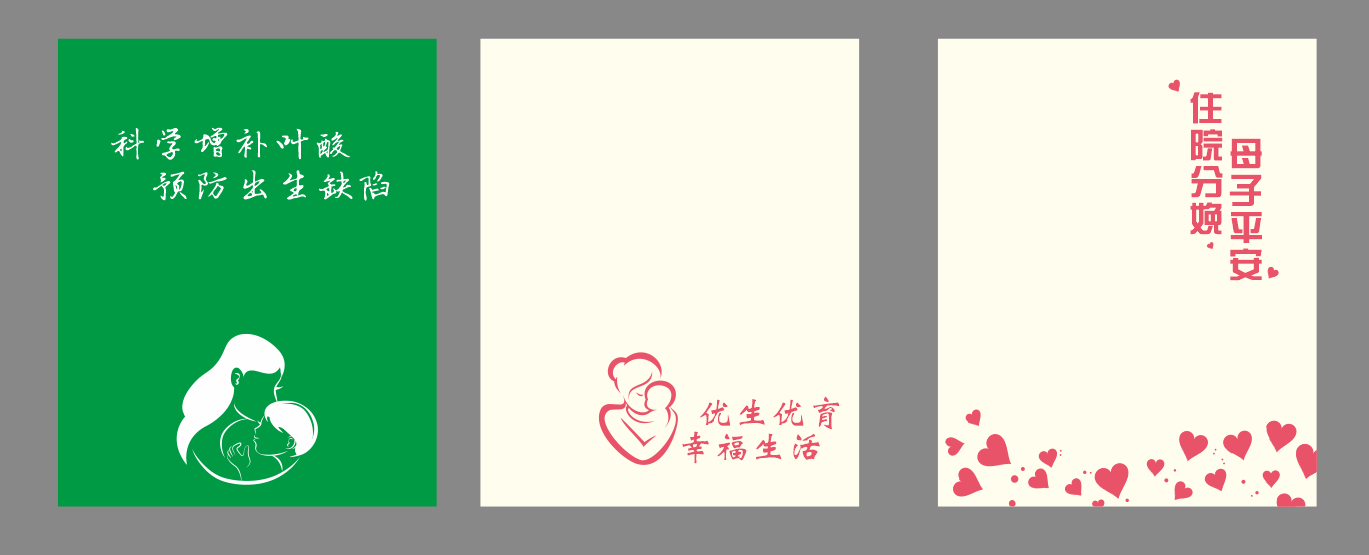 科学增补叶酸
预防出生缺陷
优生优育
幸福生活
住院分娩
母子平安